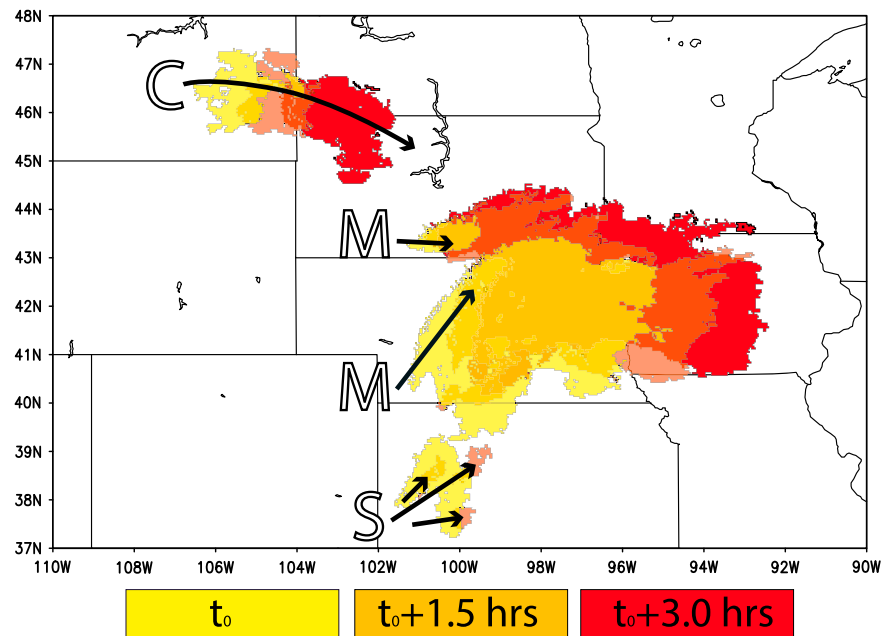 48N
47N
C
46N
45N
44N
M
43N
42N
41N
M
40N
39N
38N
S
37N
110W 108W 106W 104W 102W 100W 98W 96W 94W 92W 90W
t₀ t₀+1.5 hrs t₀+3.0 hrs